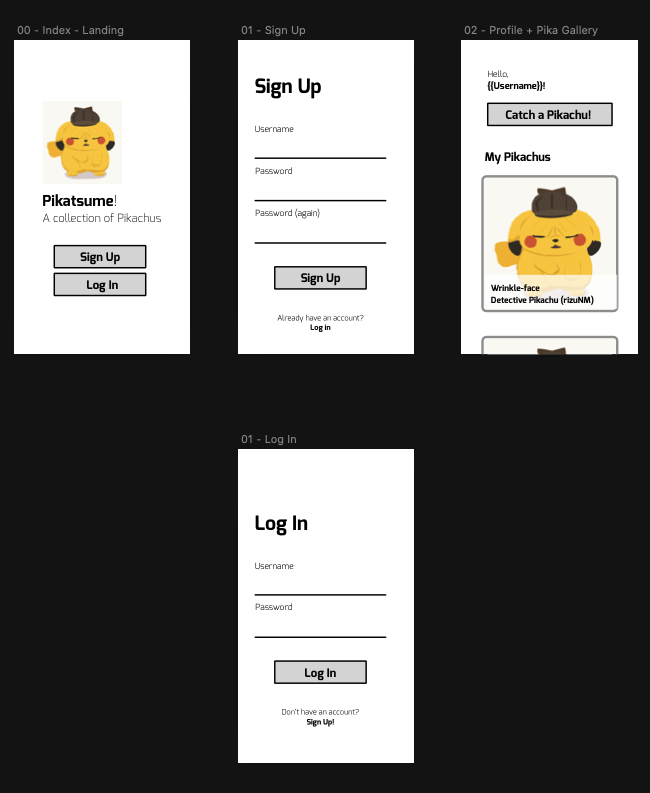 00 - Index - Landing
Pikatsume!
A collection of Pikachus
Sign Up
Log In
01 - Sign Up
Sign Up
Username
Password
Password (again)
Sign Up
Already have an account?
Log in
02 - Profile + Pika Gallery
Hello,
{{Username}}!
Catch a Pikachu!
My Pikachus
Wrinkle-face
Detective Pikachu (rizuNM)
01 - Log In
Log In
Username
Password
Log In
Don't have an account?
Sign Up!